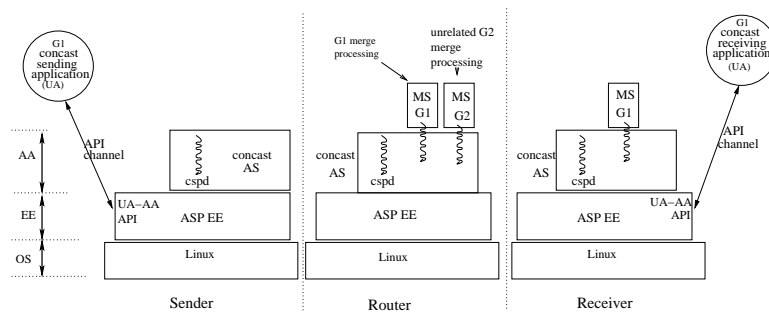 G1
concast
sending
application
(UA)
API
channel
AA
EE
OS
cspd
concast
AS
UA−AA
API
ASP EE
Linux
Sender
G1 merge
processing
unrelated G2
merge
processing
MS
G1
MS
G2
concast
AS
cspd
ASP EE
Linux
Router
G1
concast
receiving
application
(UA)
API
channel
MS
G1
concast
AS
cspd
UA−AA
API
ASP EE
Linux
Receiver